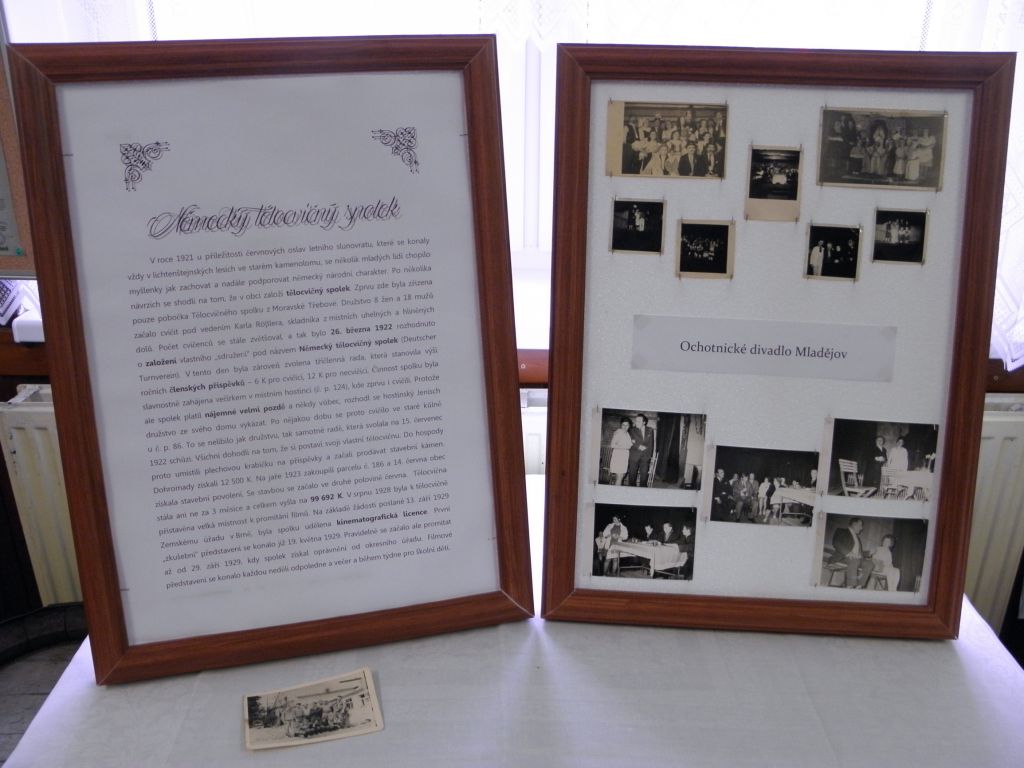 Německý tělocvičný spolek
V roce 1921 u příležitosti červnových oslav letního slunovratu, které se konaly
vždy v lichtenštejnských lesích ve starém kamenolomu, se několik mladých lidí chopilo
myšlenky jak zachovat a nadále podporovat německý národní charakter. Po několika
návrzích se shodli na tom, že v obci založí tělocvičný spolek. Zprvu zde byla zřízena
pouze pobočka Tělocvičného spolku z Moravské Třebové. Družstvo 8 žen a 18 mužů
začalo cvičit pod vedením Karla Rößlera, skladníka z místních uhelných a hliněných
dolů. Počet cvičenců se stále zvětšoval, a tak bylo 26. března 1922 rozhodnuto
o založení vlastního „sdružení" pod názvem Německý tělocvičný spolek (Deutscher
Turnverein). V tento den byla zároveň zvolena tříčlenná rada, která stanovila výši
ročních členských příspěvků – 6 K pro cvičící, 12 K pro necvičící. Činnost spolku byla
slavnostně zahájena večírkem v místním hostinci (č. p. 124), kde zprvu i cvičili. Protože
ale spolek platil nájemné velmi pozdě a někdy vůbec, rozhodl se hostinský Jenisch
družstvo ze svého domu vykázat. Po nějakou dobu se proto cvičilo ve staré kůlně
u č. p. 86. To se nelíbilo jak družstvu, tak samotné radě, která svolala na 15. červenec
1922 schůzi. Všichni dohodli na tom, že si postaví svoji vlastní tělocvičnu. Do hospody
proto umístili plechovou krabičku na příspěvky a začali prodávat stavební kámen.
Dohromady získali 12 500 K. Na jaře 1923 zakoupili parcelu č. 186 a 14. června obec
získala stavební povolení. Se stavbou se začalo ve druhé polovině června. Tělocvična
stála ani ne za 3 měsíce a celkem vyšla na 99 692 K. V srpnu 1928 byla k tělocvičně
přistavěna velká místnost k promítání filmů. Na základě žádosti poslané 13. září 1929
Zemskému úřadu v Brně, byla spolku udělena kinematografická licence. První
„zkušební" představení se konalo již 19. května 1929. Pravidelně se začalo ale promítat
až od 29. září 1929, kdy spolek získal oprávnění od okresního úřadu. Filmové
představení se konalo každou neděli odpoledne a večer a během týdne pro školní děti.
Ochotnické divadlo Mladějov